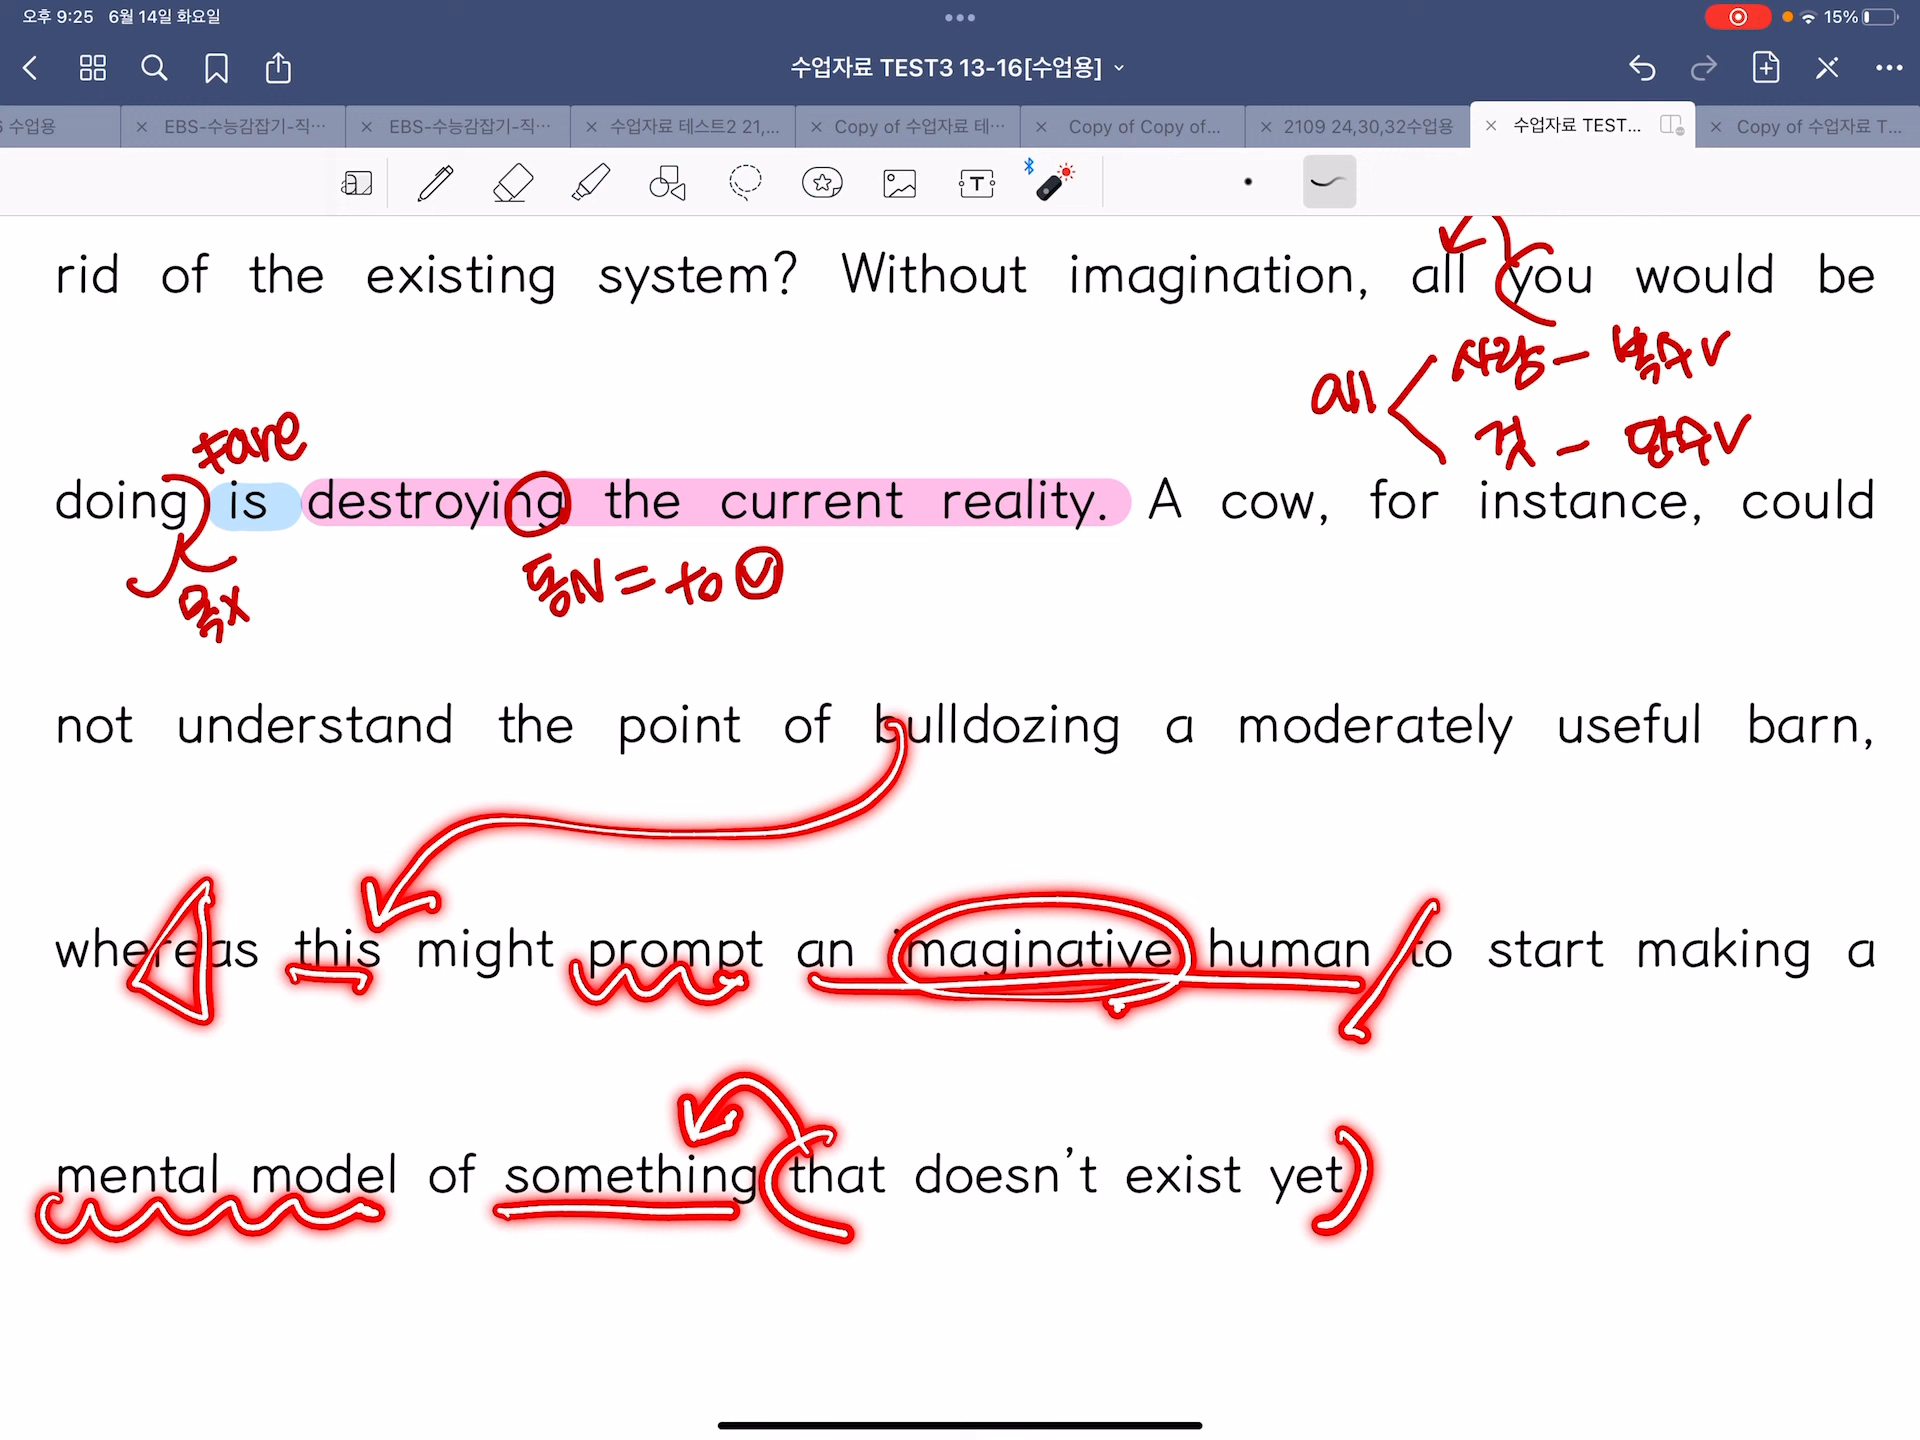 오후 9:25 6월 14일 화요일
15%
수업자료 TEST3 13-16[수업용]
수업용 EBS-수능감잡기-직… EBS-수능감잡기-직… 수업자료 테스트2 21,... Copy of 수업자료 테… Copy of Copy of... 2109 24,30,32수업용 수업자료 TEST... Copy of 수업자료 T...
rid of the existing system? Without imagination, all you would be
all 사람 - 복수V
것 - 단수V
≠are
doing is destroying the current reality. A cow, for instance, could
목X
동N = to V
not understand the point of bulldozing a moderately useful barn,
whereas this might prompt an imaginative human to start making a
mental model of something that doesn't exist yet